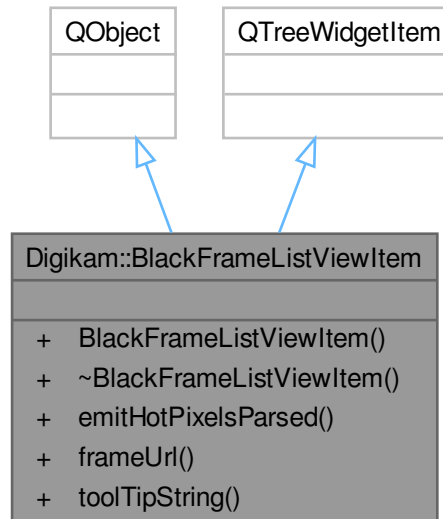 QObject
QTreeWidgetItem
Digikam::BlackFrameListViewItem
+ BlackFrameListViewItem()
+ ~BlackFrameListViewItem()
+ emitHotPixelsParsed()
+ frameUrl()
+ toolTipString()